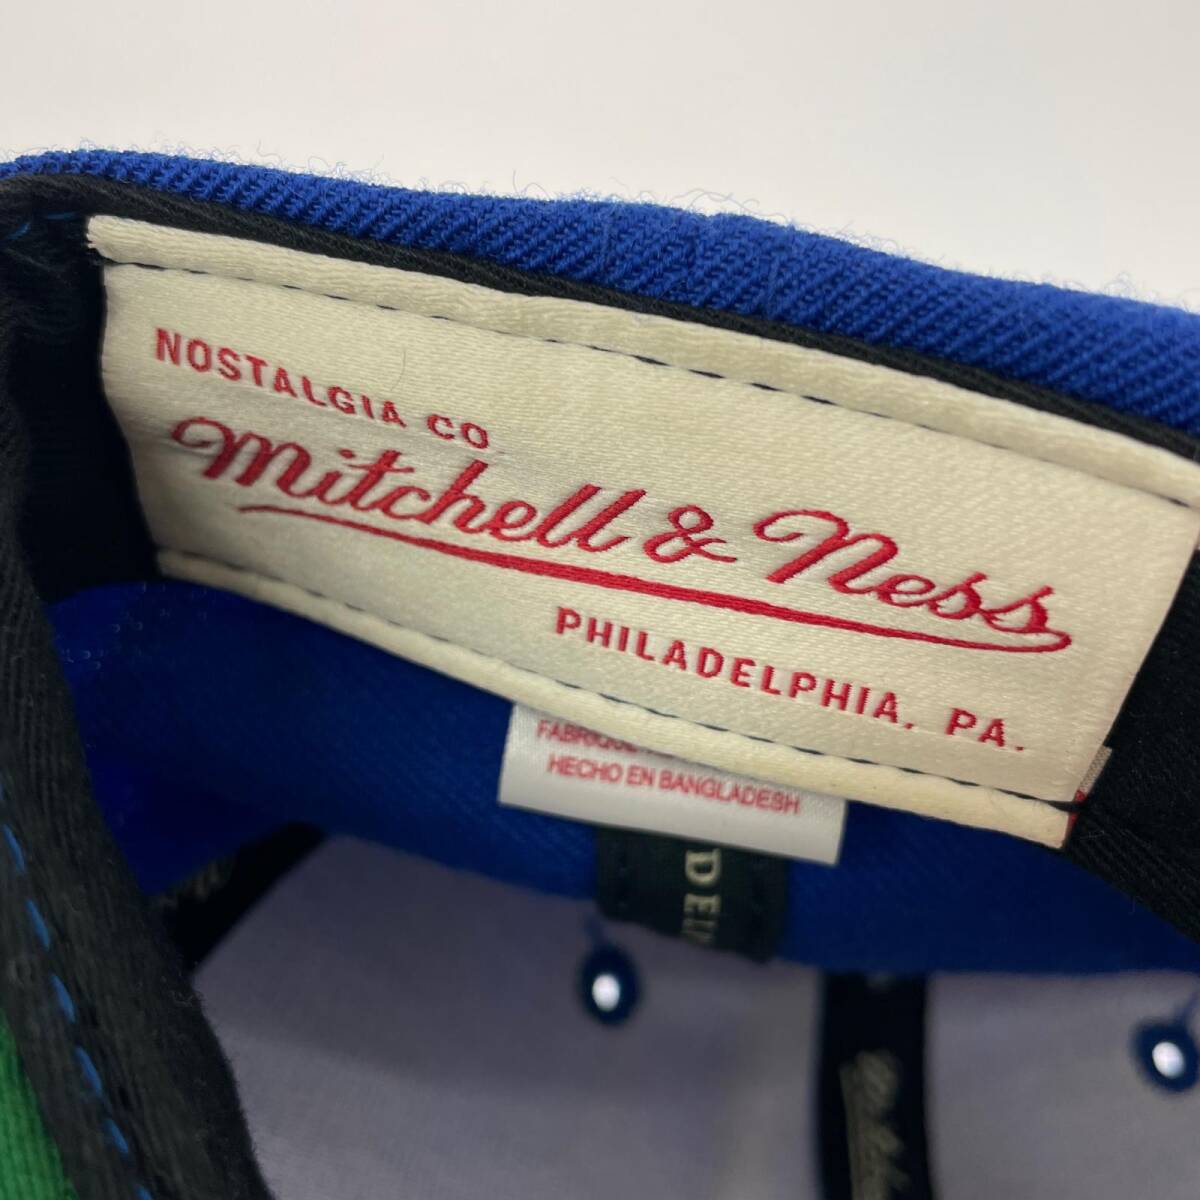 NOSTALGIA CO
Mitchell & Ness
PHILADELPHIA, PA.
HECHO EN BANGLADESH